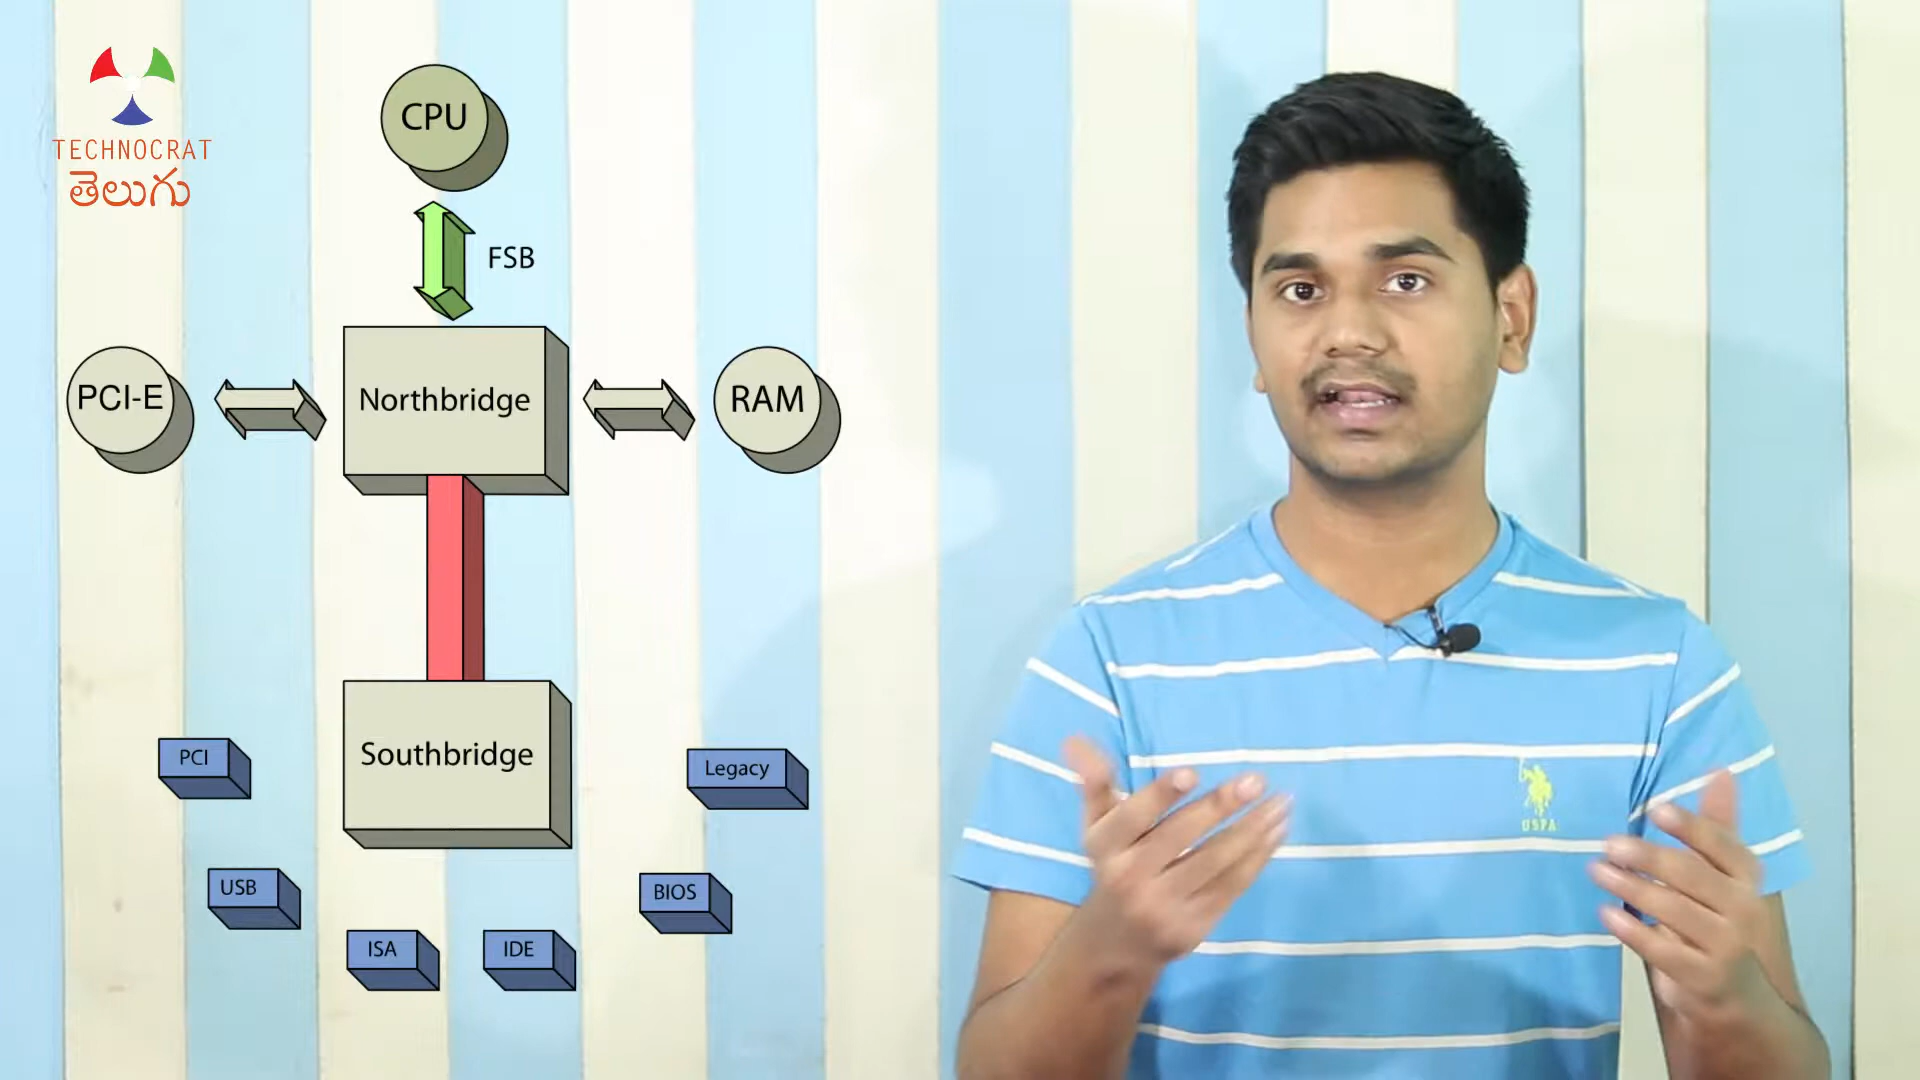 TECHNOCRAT
తెలుగు
CPU
FSB
PCI-E
Northbridge
RAM
Southbridge
PCI
Legacy
USB
BIOS
ISA
IDE
USPA